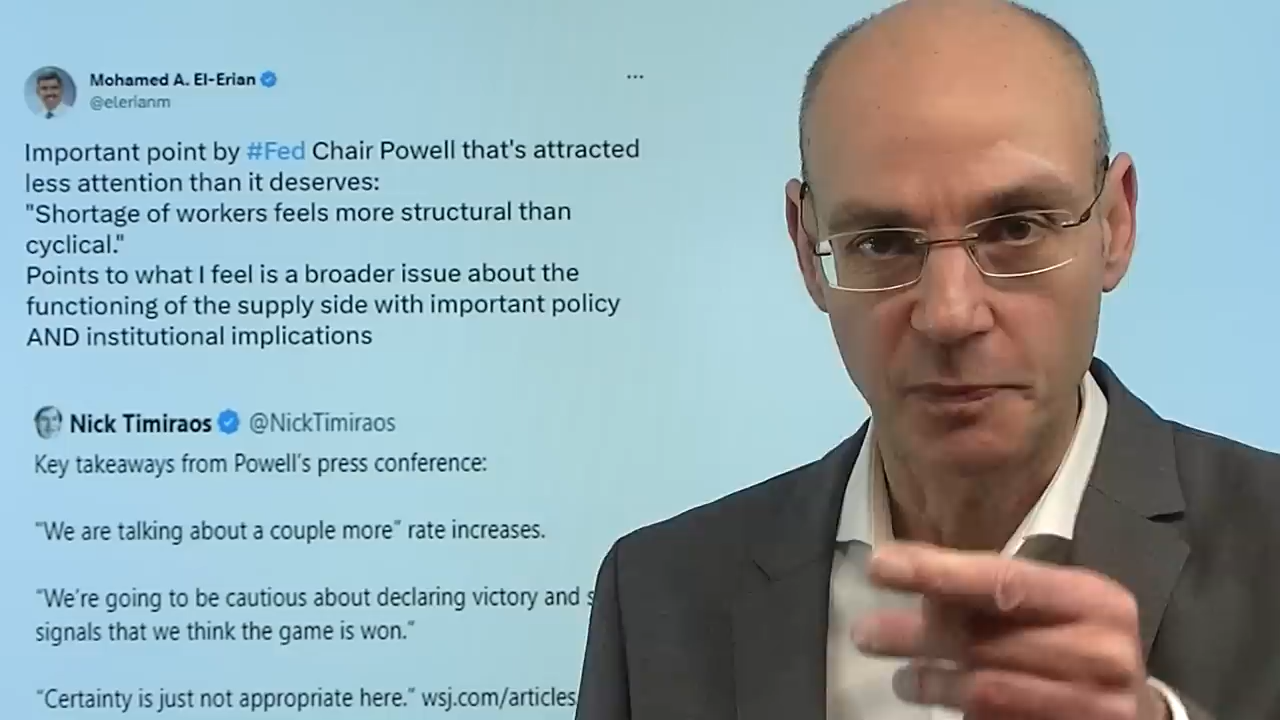 Mohamed A. El-Erian
@elerianm
...
Important point by #Fed Chair Powell that's attracted
less attention than it deserves:
"Shortage of workers feels more structural than
cyclical."
Points to what I feel is a broader issue about the
functioning of the supply side with important policy
AND institutional implications
Nick Timiraos @NickTimiraos
Key takeaways from Powell's press conference:
"We are talking about a couple more" rate increases.
"We're going to be cautious about declaring victory and s
signals that we think the game is won."
"Certainty is just not appropriate here." wsj.com/articles